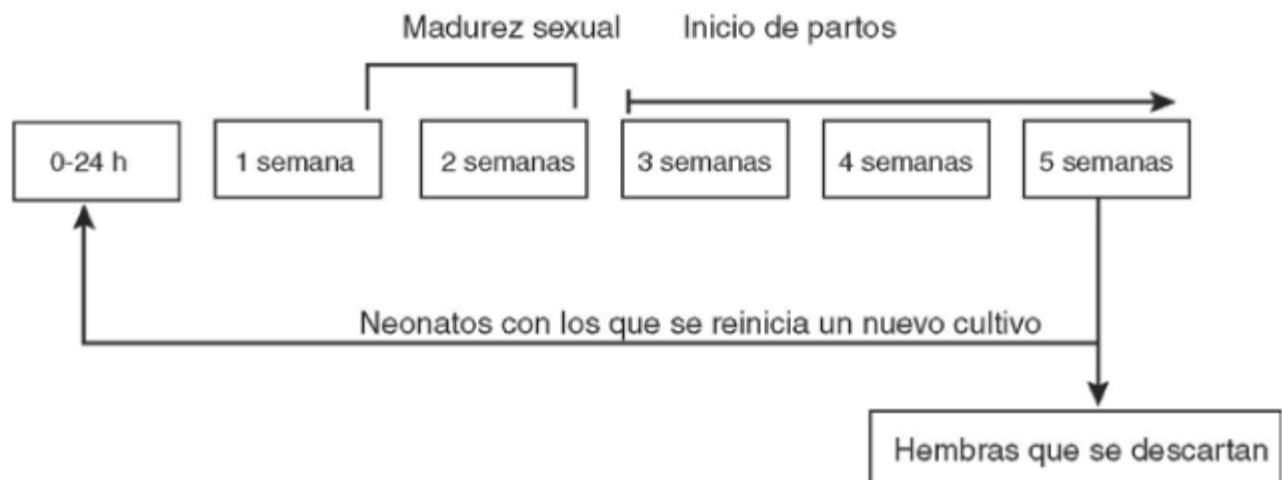 Madurez sexual
Inicio de partos
0-24 h
1 semana
2 semanas
3 semanas
4 semanas
5 semanas
Neonatos con los que se reinicia un nuevo cultivo
Hembras que se descartan